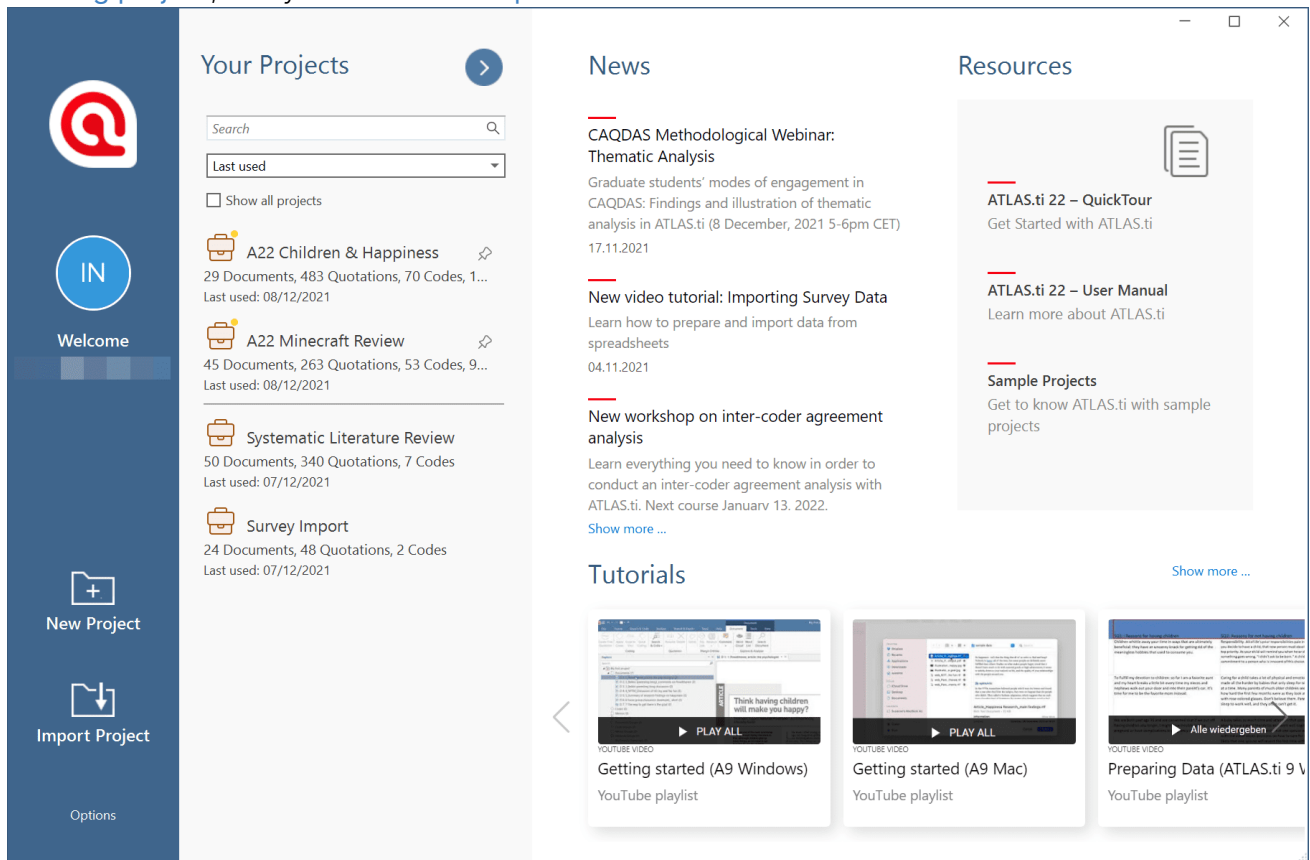 Your Projects
News
Resources
Search
Last used
Show all projects
IN
Welcome
A22 Children & Happiness
29 Documents, 483 Quotations, 70 Codes, 1...
Last used: 08/12/2021
A22 Minecraft Review
45 Documents, 263 Quotations, 53 Codes, 9...
Last used: 08/12/2021
Systematic Literature Review
50 Documents, 340 Quotations, 7 Codes
Last used: 07/12/2021
Survey Import
24 Documents, 48 Quotations, 2 Codes
Last used: 07/12/2021
New Project
Import Project
Options
CAQDAS Methodological Webinar:
Thematic Analysis
Graduate students' modes of engagement in
CAQDAS: Findings and illustration of thematic
analysis in ATLAS.ti (8 December, 2021 5-6pm CET)
17.11.2021
New video tutorial: Importing Survey Data
Learn how to prepare and import data from
spreadsheets
04.11.2021
New workshop on inter-coder agreement
analysis
Learn everything you need to know in order to
conduct an inter-coder agreement analysis with
ATLAS.ti. Next course January 13, 2022.
Show more ...
ATLAS.ti 22 – QuickTour
Get Started with ATLAS.ti
ATLAS.ti 22 – User Manual
Learn more about ATLAS.ti
Sample Projects
Get to know ATLAS.ti with sample
projects
Tutorials
Show more ...
ARTICLE
Think having children
will make you happy?
PLAY ALL
YOUTUBE VIDEO
Getting started (A9 Windows)
YouTube playlist
PLAY ALL
YOUTUBE VIDEO
Getting started (A9 Mac)
YouTube playlist
Alle wiedergeben
YOUTUBE VIDEO
Preparing Data (ATLAS.ti 9
YouTube playlist